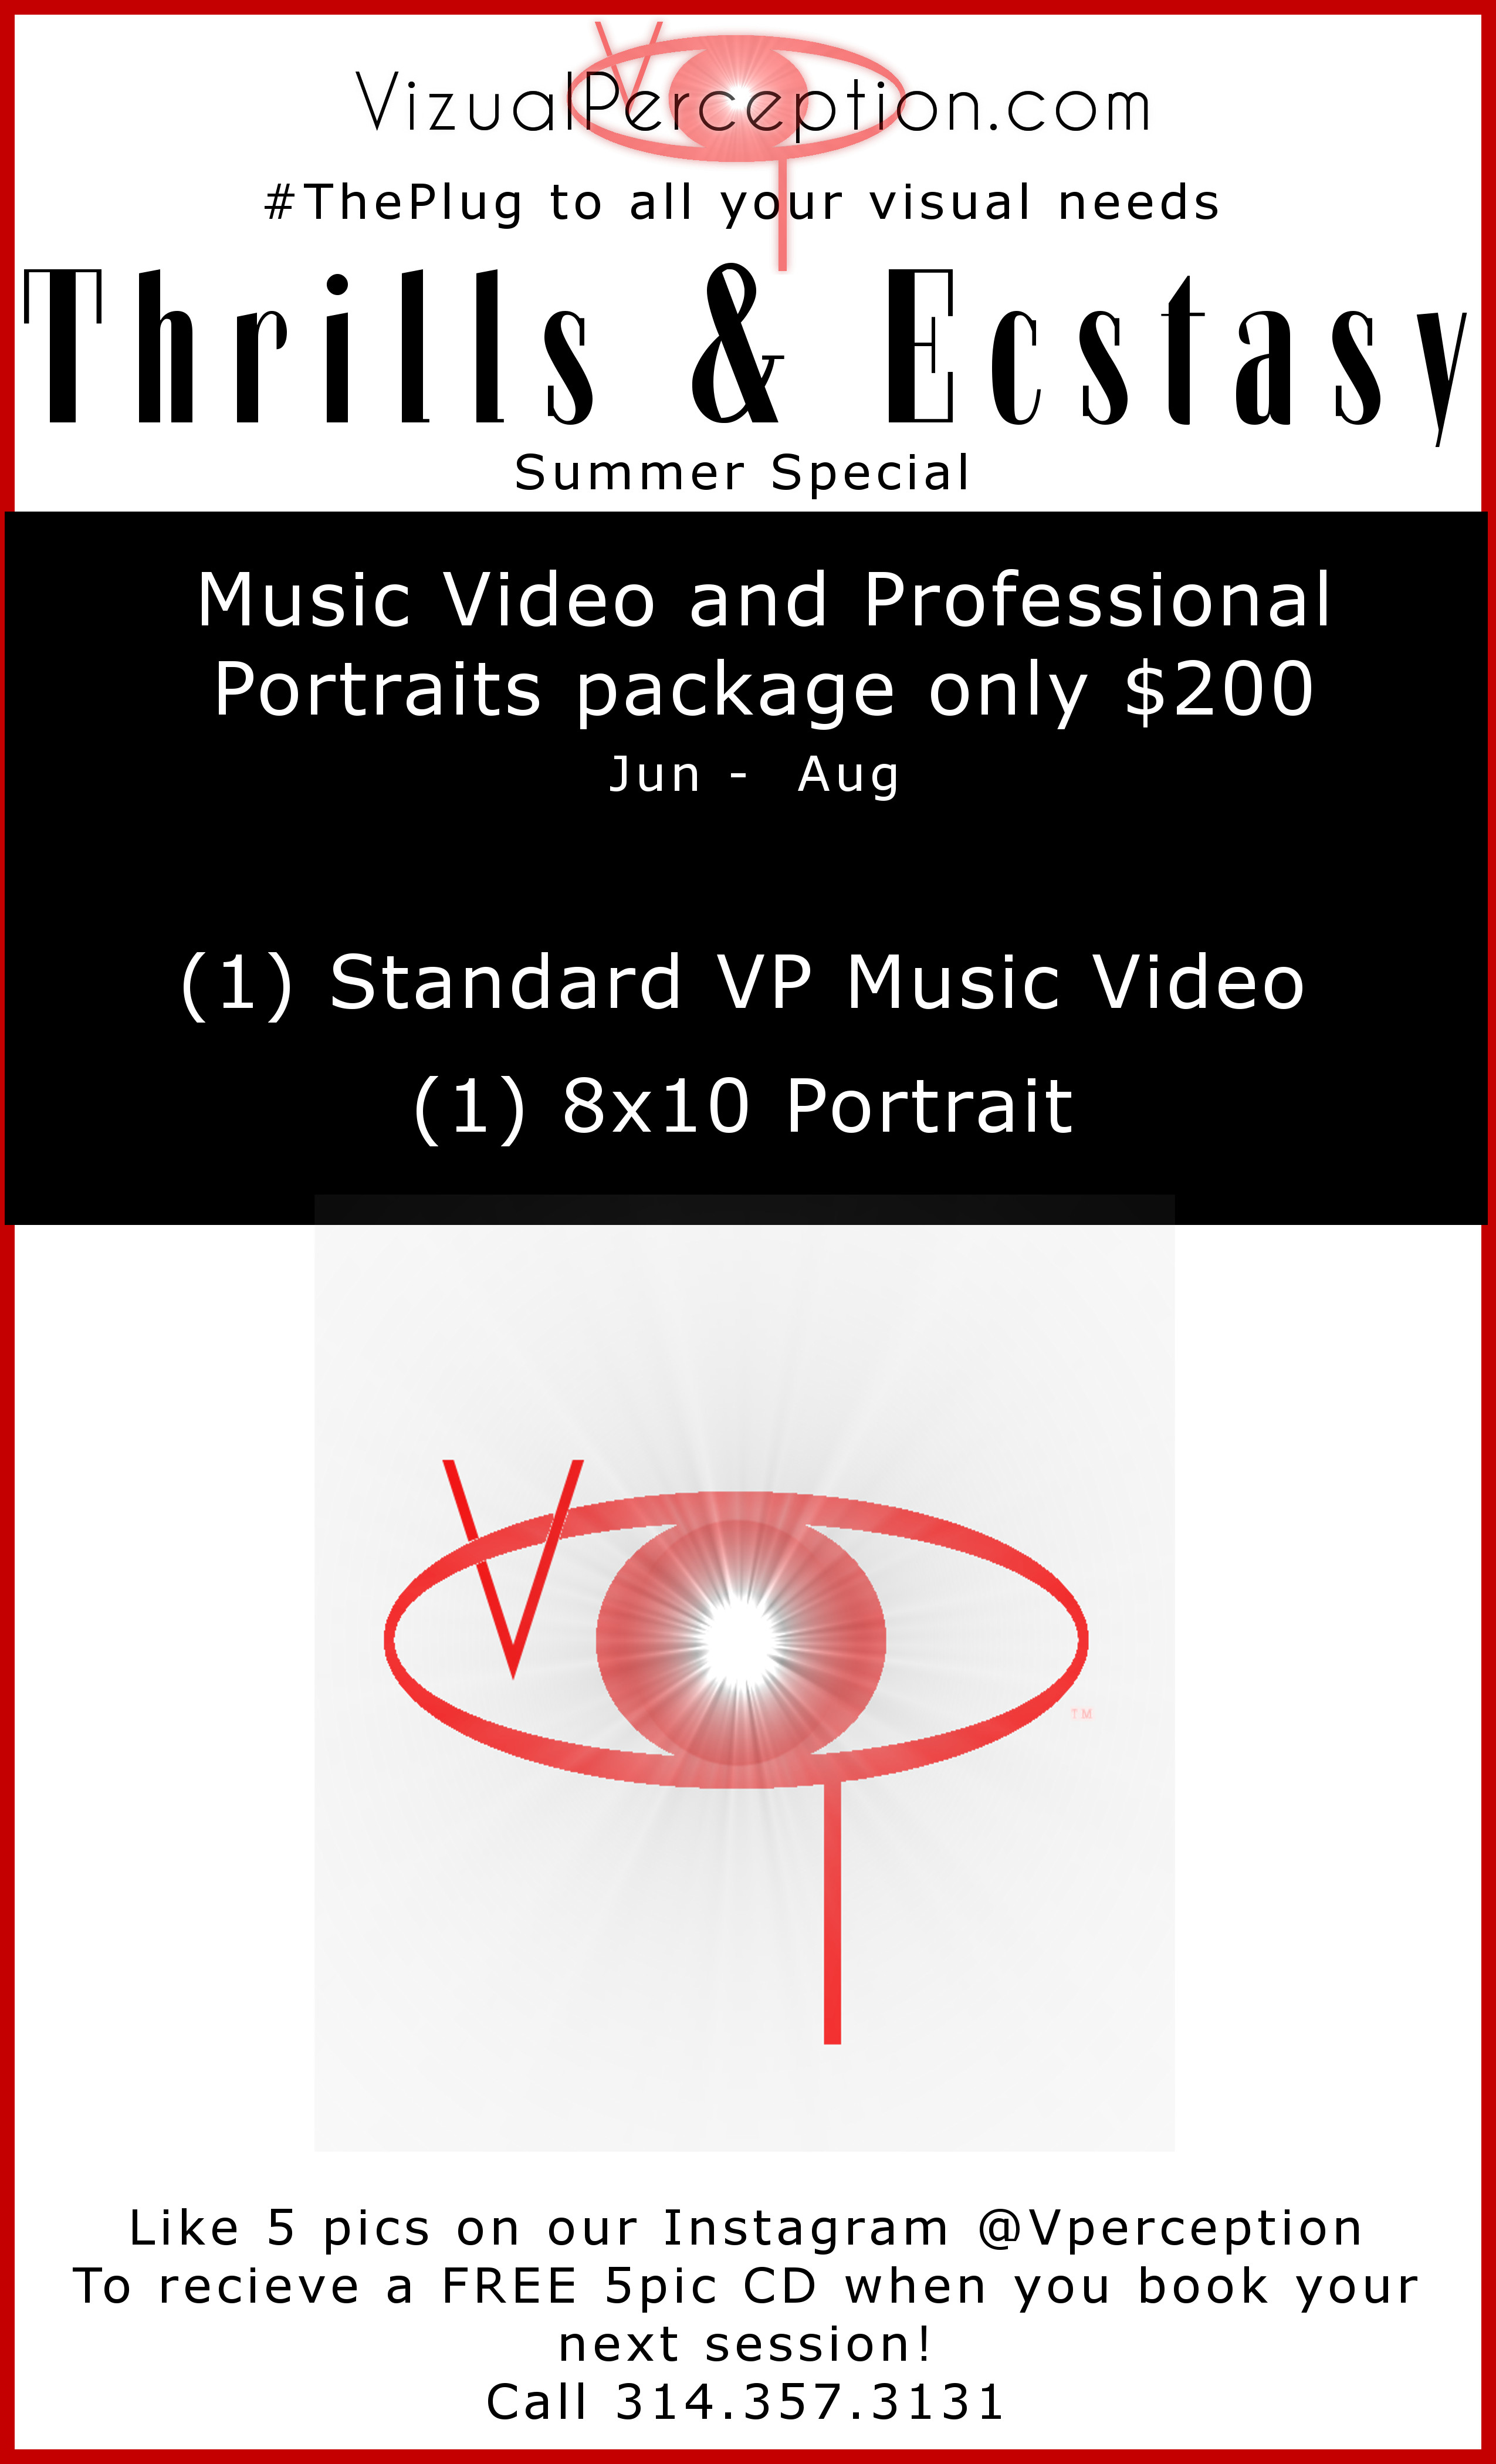 VizualPerception.com
#ThePlug to all your visual needs
Thrills & Ecstasy
Summer Special
Music Video and Professional
Portraits package only $200
Jun - Aug
(1) Standard VP Music Video
(1) 8x10 Portrait
V
TM
Like 5 pics on our Instagram @Vperception
To recieve a FREE 5pic CD when you book your
next session!
Call 314.357.3131